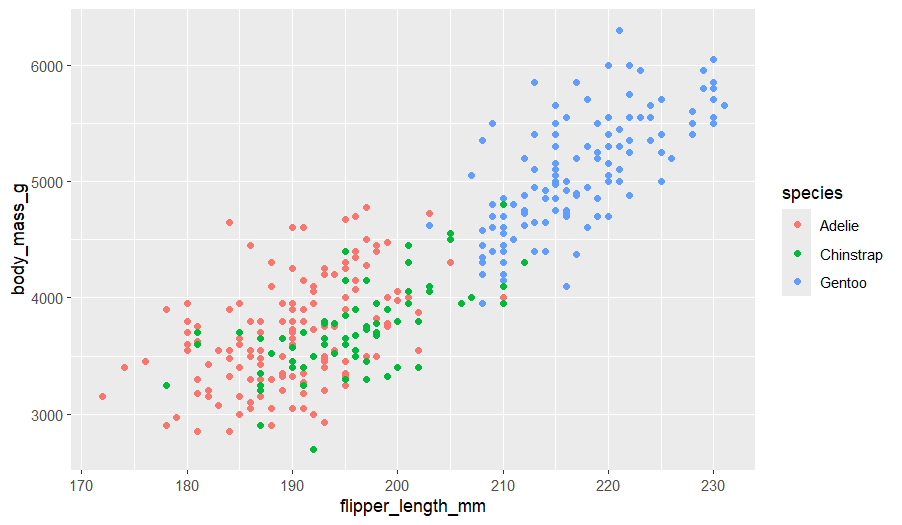 body_mass_g
6000
5000
4000
3000
170 180 190 200 210 220 230
flipper_length_mm
species
Adelie
Chinstrap
Gentoo